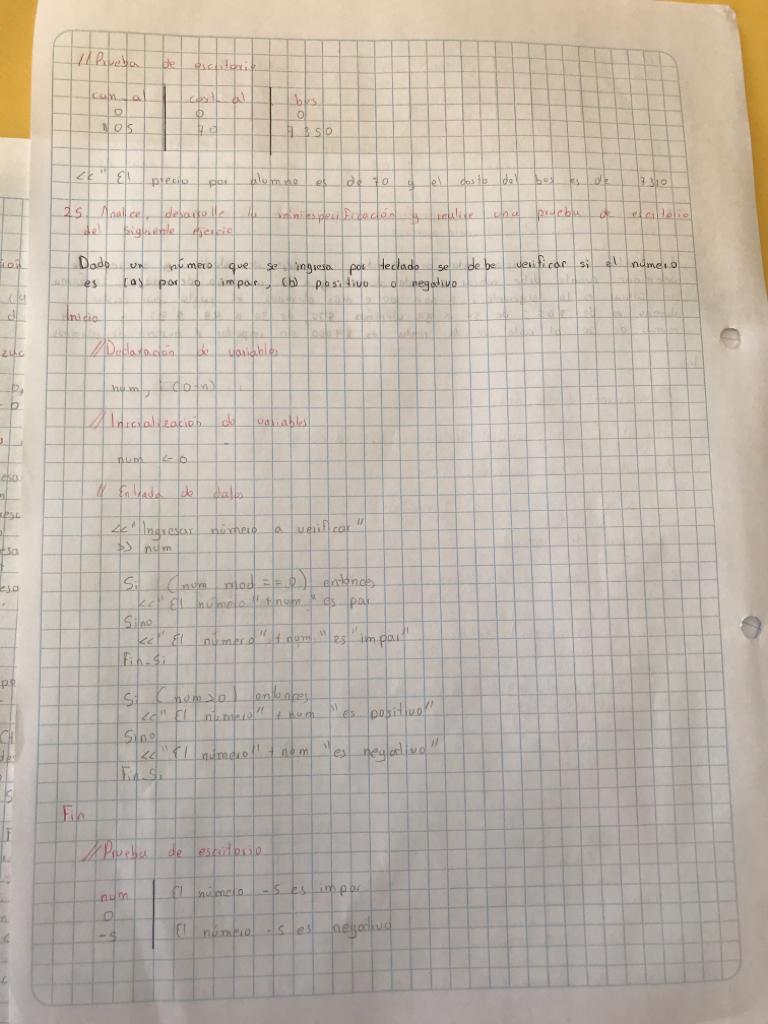 //Prueba de escritorio
can_al | cost_al | bus
0 | 0 | 0
105 | 70 | 7350
<<"El precio por alumno es de 70 y el costo del bus es de
25. Analice, desarrolle la miniespecificación y realice una prueba de escritorio
del siguiente
Dado un número que se ingresa por teclado se debe verificar si el número
es (a) par o impar, (b) positivo o negativo
Inicio
//Declaración de variables
num, i (0-n)
//Inicialización de variables
num <- 0
// Entrada de datos
<<"Ingresar número a verificar"
>> num
Si (num mod == 0) entonces
<<"El número" + num "es par
Sino
<<"El número" + num "es "impar"
Fin_Si
Si (num>0) entonces
<<"El número" + num "es positivo"
Sino
<<"El número" + num "es negativo"
Fin_Si
Fin
//Prueba de escritorio
num | El número -5 es impar
0
-5 | El número -5 es negativo